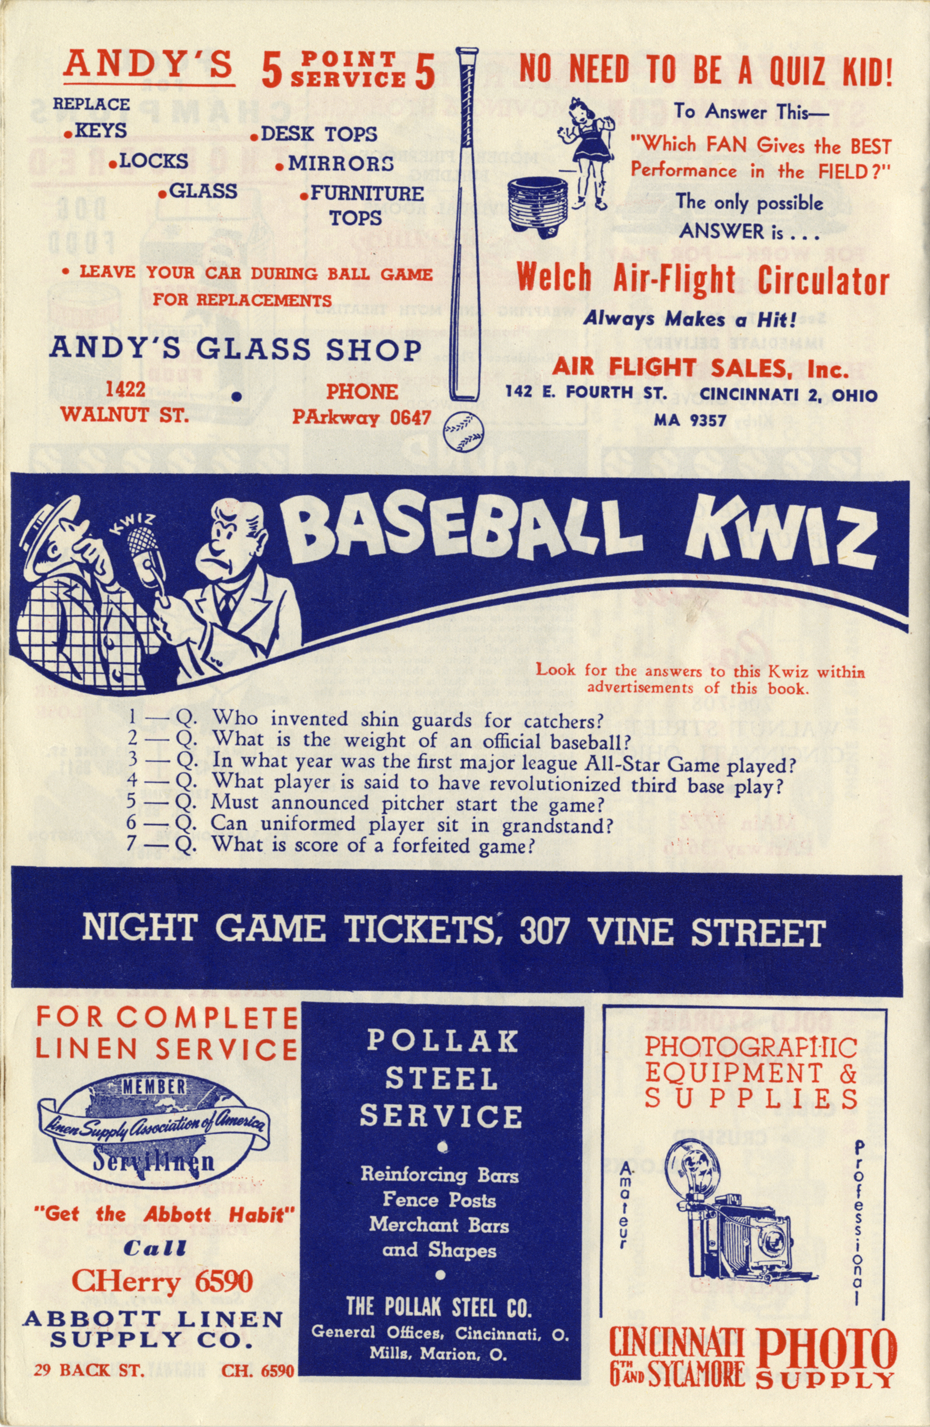 ANDY'S 5 POINT SERVICE 5
REPLACE
•KEYS
•LOCKS
•GLASS
•DESK TOPS
•MIRRORS
•FURNITURE
TOPS
• LEAVE YOUR CAR DURING BALL GAME
FOR REPLACEMENTS
ANDY'S GLASS SHOP
1422
WALNUT ST.
•
PHONE
PArkway 0647
NO NEED TO BE A QUIZ KID!
To Answer This—
"Which FAN Gives the BEST
Performance in the FIELD?"
The only possible
ANSWER is . . .
Welch Air-Flight Circulator
Always Makes a Hit!
AIR FLIGHT SALES, Inc.
142 E. FOURTH ST. CINCINNATI 2, OHIO
MA 9357
KWIZ
BASEBALL KWIZ
Look for the answers to this Kwiz within
advertisements of this book.
1 — Q. Who invented shin guards for catchers?
2 — Q. What is the weight of an official baseball?
3 — Q. In what year was the first major league All-Star Game played?
4 — Q. What player is said to have revolutionized third base play?
5 — Q. Must announced pitcher start the game?
6 — Q. Can uniformed player sit in grandstand?
7 — Q. What is score of a forfeited game?
NIGHT GAME TICKETS, 307 VINE STREET
FOR COMPLETE
LINEN SERVICE
MEMBER
Linen Supply Association of America
Servilinen
"Get the Abbott Habit"
Call
CHerry 6590
ABBOTT LINEN
SUPPLY CO.
29 BACK ST. CH. 6590
POLLAK
STEEL
SERVICE
•
Reinforcing Bars
Fence Posts
Merchant Bars
and Shapes
•
THE POLLAK STEEL CO.
General Offices, Cincinnati, O.
Mills, Marion, O.
PHOTOGRAPHIC
EQUIPMENT &
SUPPLIES
Amateur
Professional
CINCINNATI PHOTO
6TH AND SYCAMORE SUPPLY